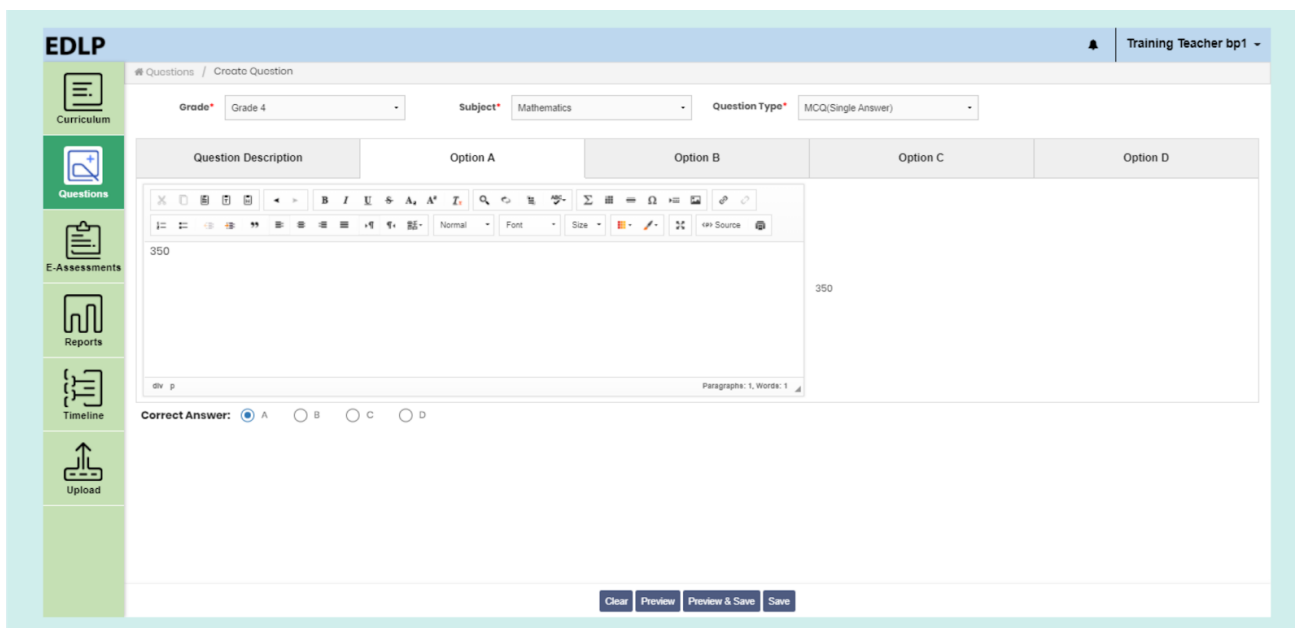 EDLP
Training Teacher bp1
Questions / Create Question
Grade* Grade 4 Subject* Mathematics Question Type* MCQ(Single Answer)
Curriculum
Questions
E-Assessments
Reports
Timeline
Upload
Question Description Option A Option B Option C Option D
B I U S Normal Font Size Source
350
350
div p Paragraphs: 1, Words: 1
Correct Answer: A B C D
Clear Preview Preview & Save Save